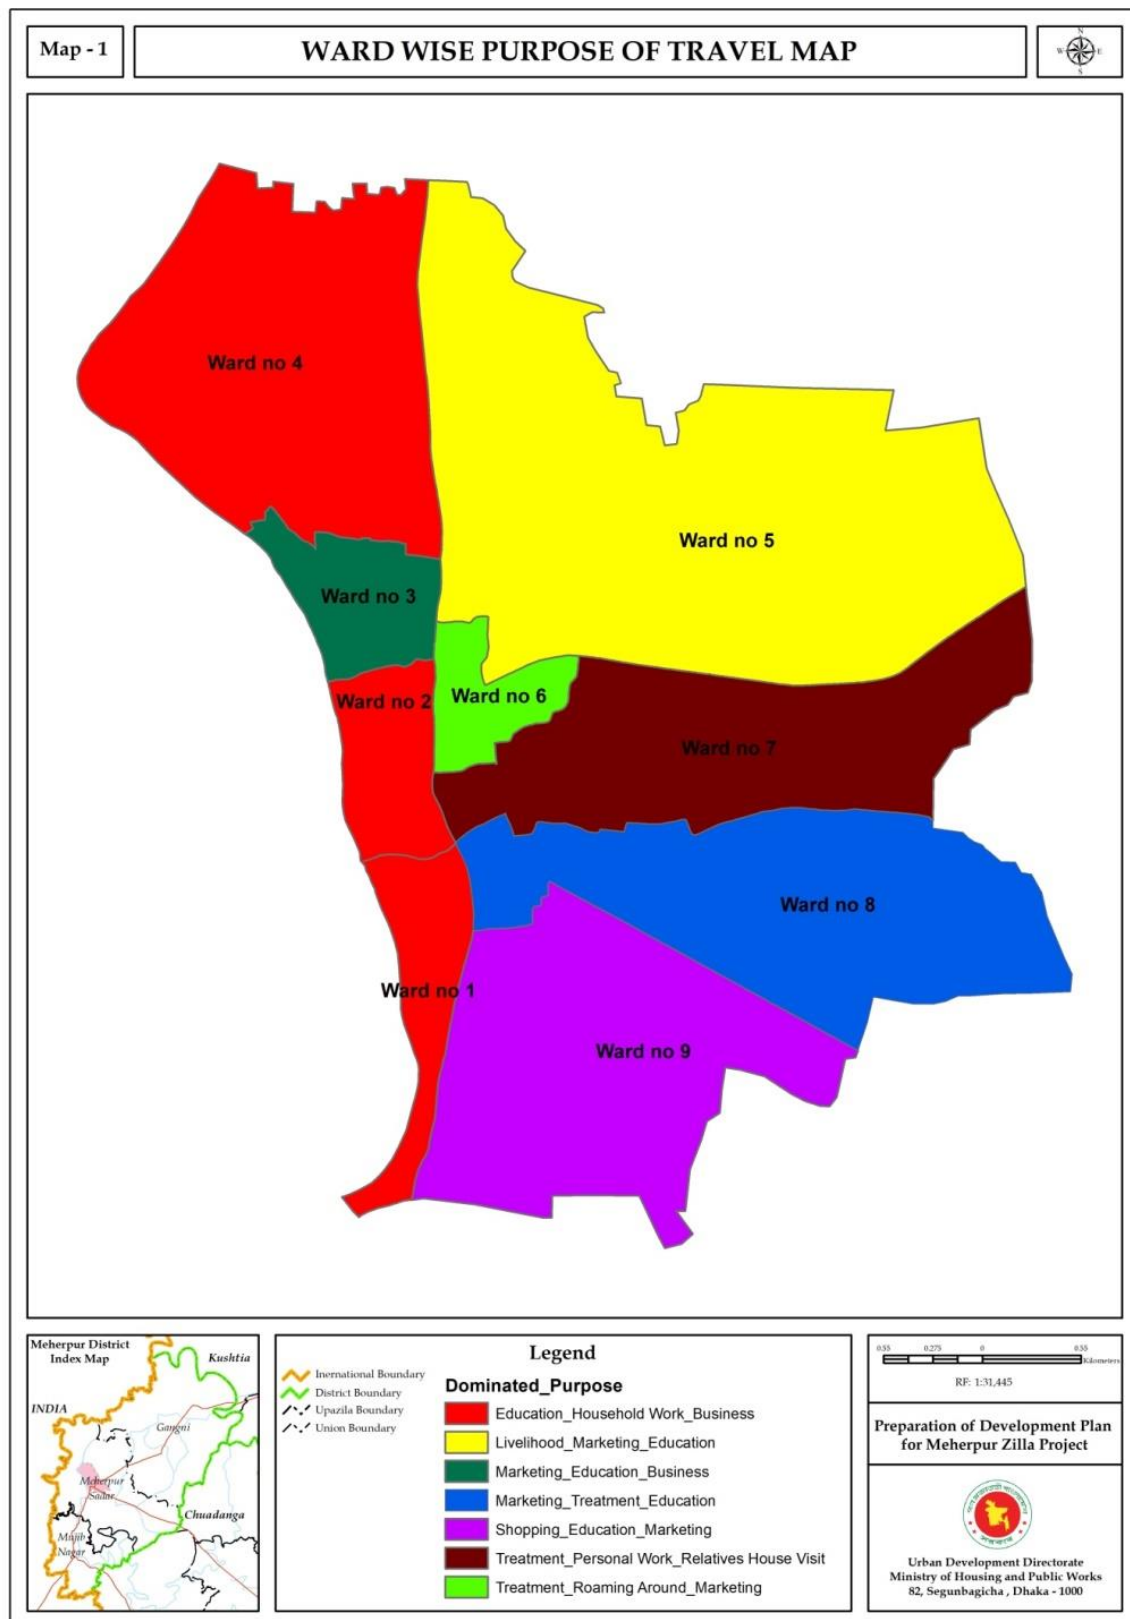 Map - 1
WARD WISE PURPOSE OF TRAVEL MAP
N
W
E
S
Ward no 4
Ward no 5
Ward no 3
Ward no 2
Ward no 6
Ward no 7
Ward no 8
Ward no 1
Ward no 9
Meherpur District
Index Map
Kushtia
INDIA
Gangni
Meherpur
Sadar
Chuadanga
Mujib
Nagar
Legend
Inernational Boundary
District Boundary
Upazila Boundary
Union Boundary
Dominated_Purpose
Education_Household Work_Business
Livelihood_Marketing_Education
Marketing_Education_Business
Marketing_Treatment_Education
Shopping_Education_Marketing
Treatment_Personal Work_Relatives House Visit
Treatment_Roaming Around_Marketing
0.55 0.275 0 0.55
Kilometers
RF: 1:31,445
Preparation of Development Plan
for Meherpur Zilla Project
Urban Development Directorate
Ministry of Housing and Public Works
82, Segunbagicha , Dhaka - 1000